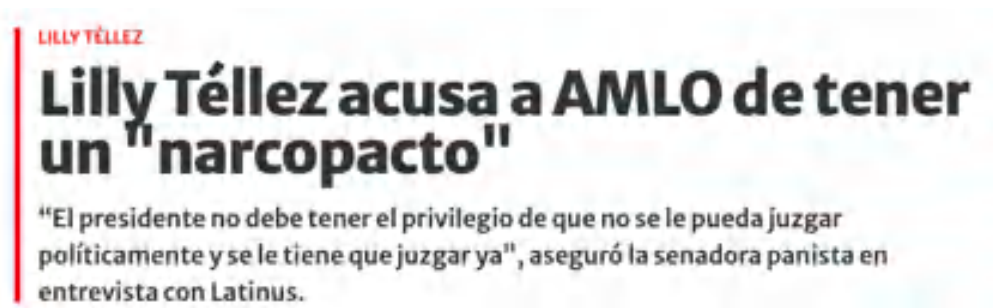 LILLY TÉLLEZ
Lilly Téllez acusa a AMLO de tener
un "narcopacto"
“El presidente no debe tener el privilegio de que no se le pueda juzgar
políticamente y se le tiene que juzgar ya", aseguró la senadora panista en
entrevista con Latinus.